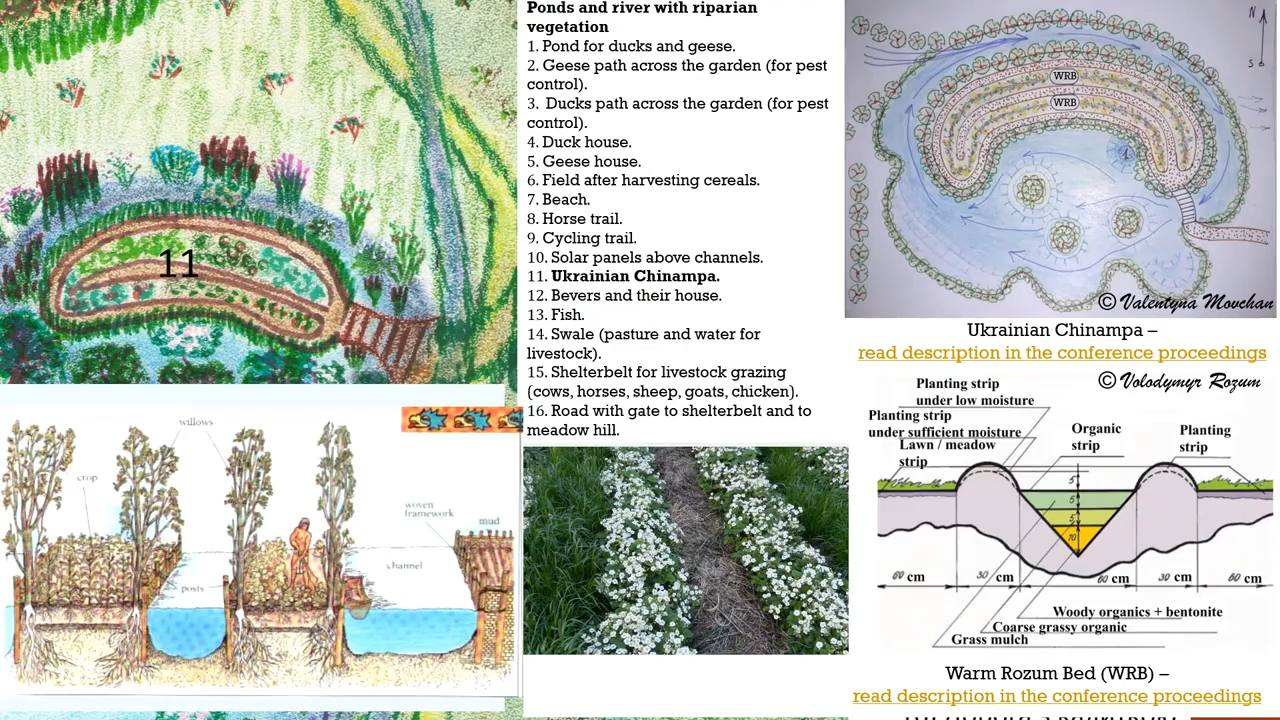 11
willows
crop
woven
framework
mud
channel
posts
Ponds and river with riparian
vegetation
1. Pond for ducks and geese.
2. Geese path across the garden (for pest
control).
3. Ducks path across the garden (for pest
control).
4. Duck house.
5. Geese house.
6. Field after harvesting cereals.
7. Beach.
8. Horse trail.
9. Cycling trail.
10. Solar panels above channels.
11. Ukrainian Chinampa.
12. Bevers and their house.
13. Fish.
14. Swale (pasture and water for
livestock).
15. Shelterbelt for livestock grazing
(cows, horses, sheep, goats, chicken).
16. Road with gate to shelterbelt and to
meadow hill.
N
S
WRB
WRB
© Valentyna Movchan
Ukrainian Chinampa –
read description in the conference proceedings
© Volodymyr Rozum
Planting strip
under low moisture
Planting strip
under sufficient moisture
Lawn / meadow
strip
Organic
strip
Planting
strip
5
5
5
10
60 cm
30 cm
60 cm
30 cm
60 cm
Woody organics + bentonite
Coarse grassy organic
Grass mulch
Warm Rozum Bed (WRB) –
read description in the conference proceedings